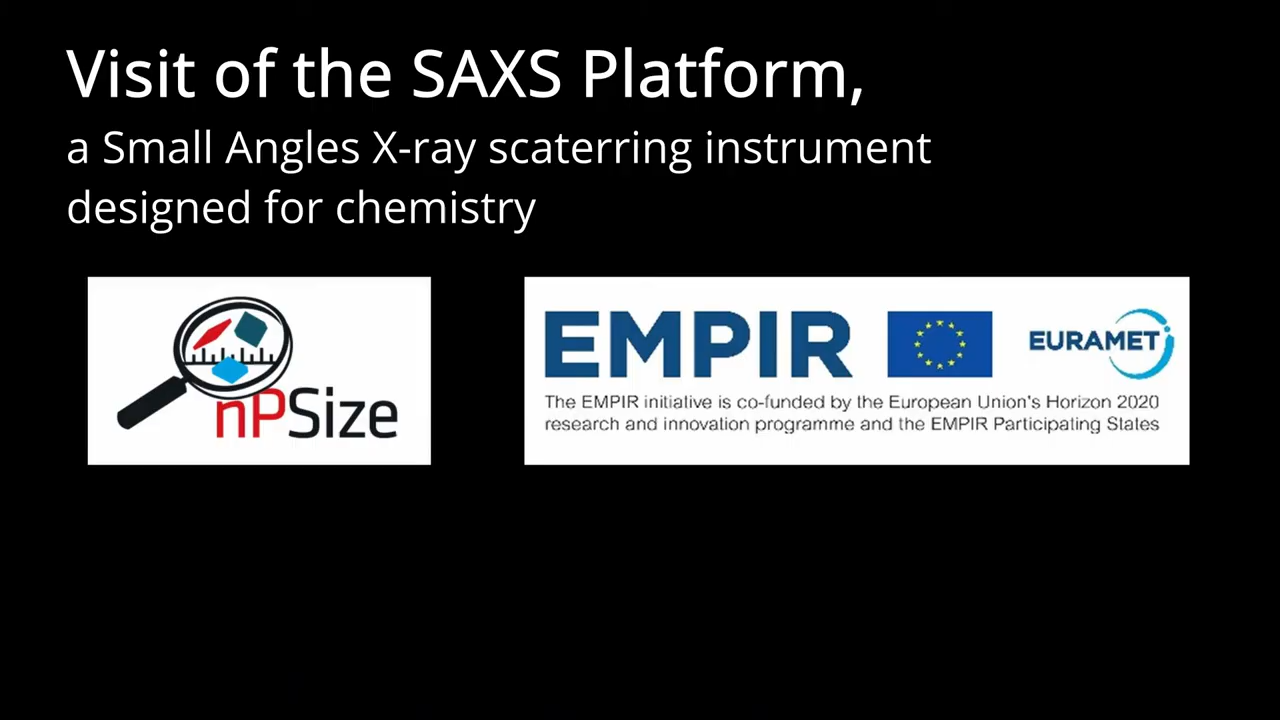 Visit of the SAXS Platform,
a Small Angles X-ray scaterring instrument
designed for chemistry
nPSize
EMPIR
EURAMET
The EMPIR initiative is co-funded by the European Union's Horizon 2020
research and innovation programme and the EMPIR Participating States